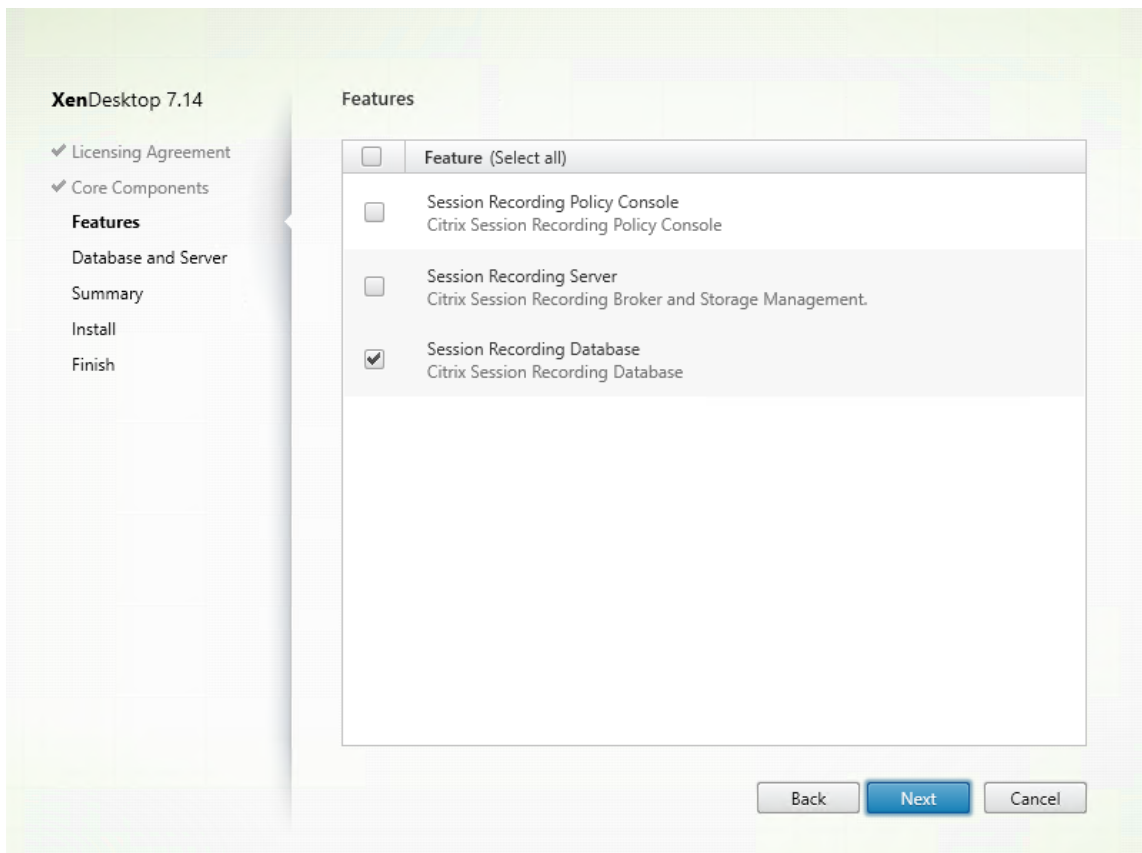 XenDesktop 7.14
Licensing Agreement
Core Components
Features
Database and Server
Summary
Install
Finish
Features
Feature (Select all)
Session Recording Policy Console
Citrix Session Recording Policy Console
Session Recording Server
Citrix Session Recording Broker and Storage Management.
Session Recording Database
Citrix Session Recording Database
Back
Next
Cancel